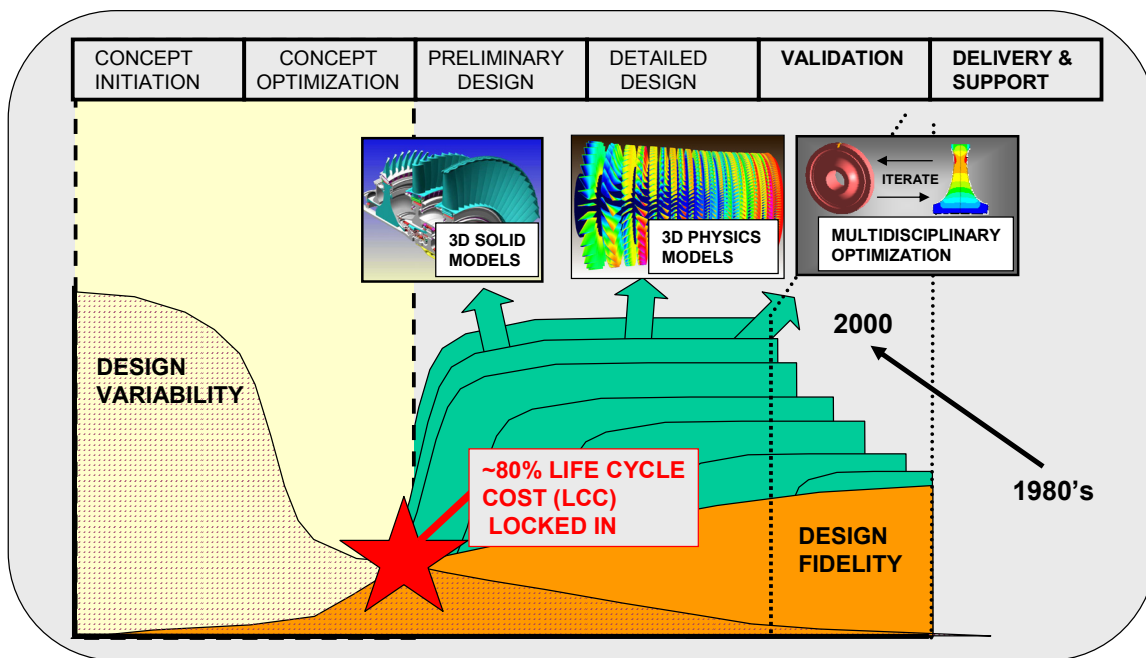 CONCEPT
INITIATION
CONCEPT
OPTIMIZATION
PRELIMINARY
DESIGN
DETAILED
DESIGN
VALIDATION
DELIVERY &
SUPPORT
3D SOLID
MODELS
3D PHYSICS
MODELS
ITERATE
MULTIDISCIPLINARY
OPTIMIZATION
2000
DESIGN
VARIABILITY
~80% LIFE CYCLE
COST (LCC)
LOCKED IN
1980’s
DESIGN
FIDELITY